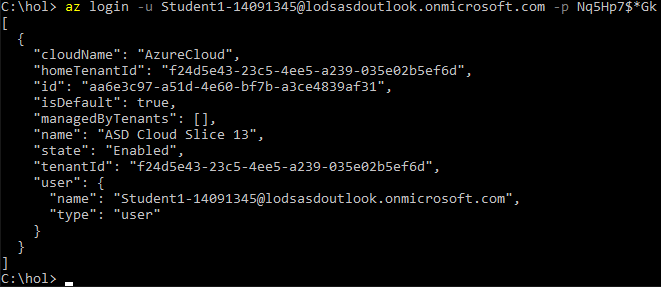 C:\hol> az login -u Student1-14091345@lodsasdoutlook.onmicrosoft.com -p Nq5Hp7$*Gk
[
  {
    "cloudName": "AzureCloud",
    "homeTenantId": "f24d5e43-23c5-4ee5-a239-035e02b5ef6d",
    "id": "aa6e3c97-a51d-4e60-bf7b-a3ce4839af31",
    "isDefault": true,
    "managedByTenants": [],
    "name": "ASD Cloud Slice 13",
    "state": "Enabled",
    "tenantId": "f24d5e43-23c5-4ee5-a239-035e02b5ef6d",
    "user": {
      "name": "Student1-14091345@lodsasdoutlook.onmicrosoft.com",
      "type": "user"
    }
  }
]
C:\hol>